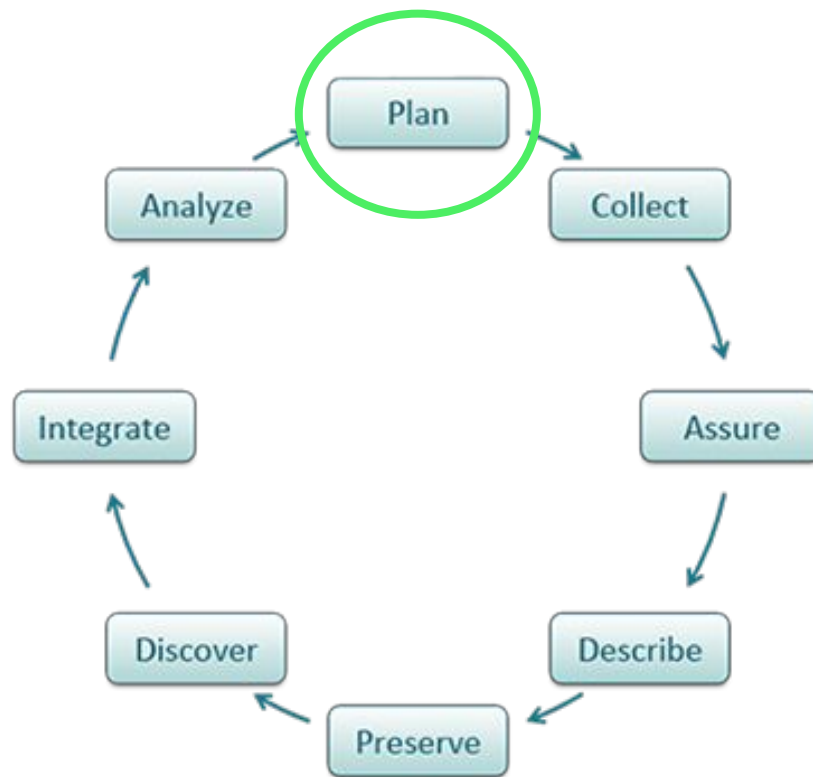 Plan
Collect
Assure
Describe
Preserve
Discover
Integrate
Analyze